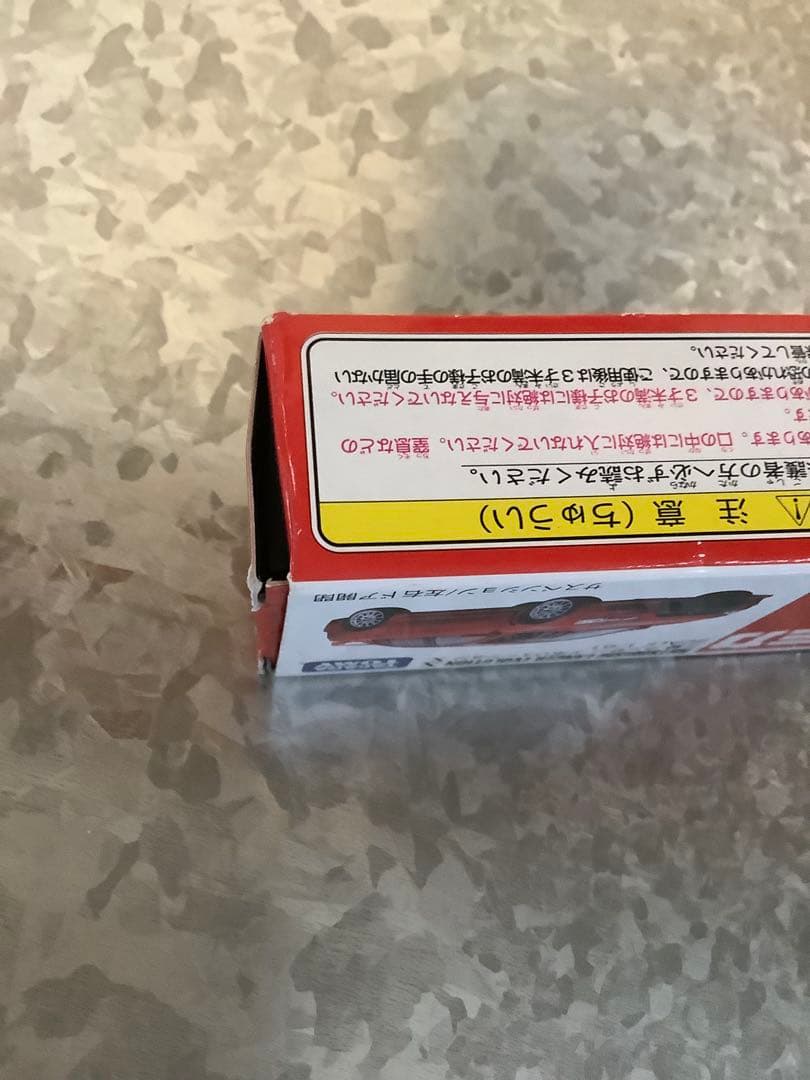 注 意 (ちゅうい)
護者の方へ必ずお読みください。
あります。口の中には絶対に入れないでください。窒息などの
す。
がありますので、3才未満のお子様には絶対に与えないでください。
の恐れがありますので、ご使用後は3才未満のお子様の手の届かない
管してください。
サスペンション/左右ドア開閉